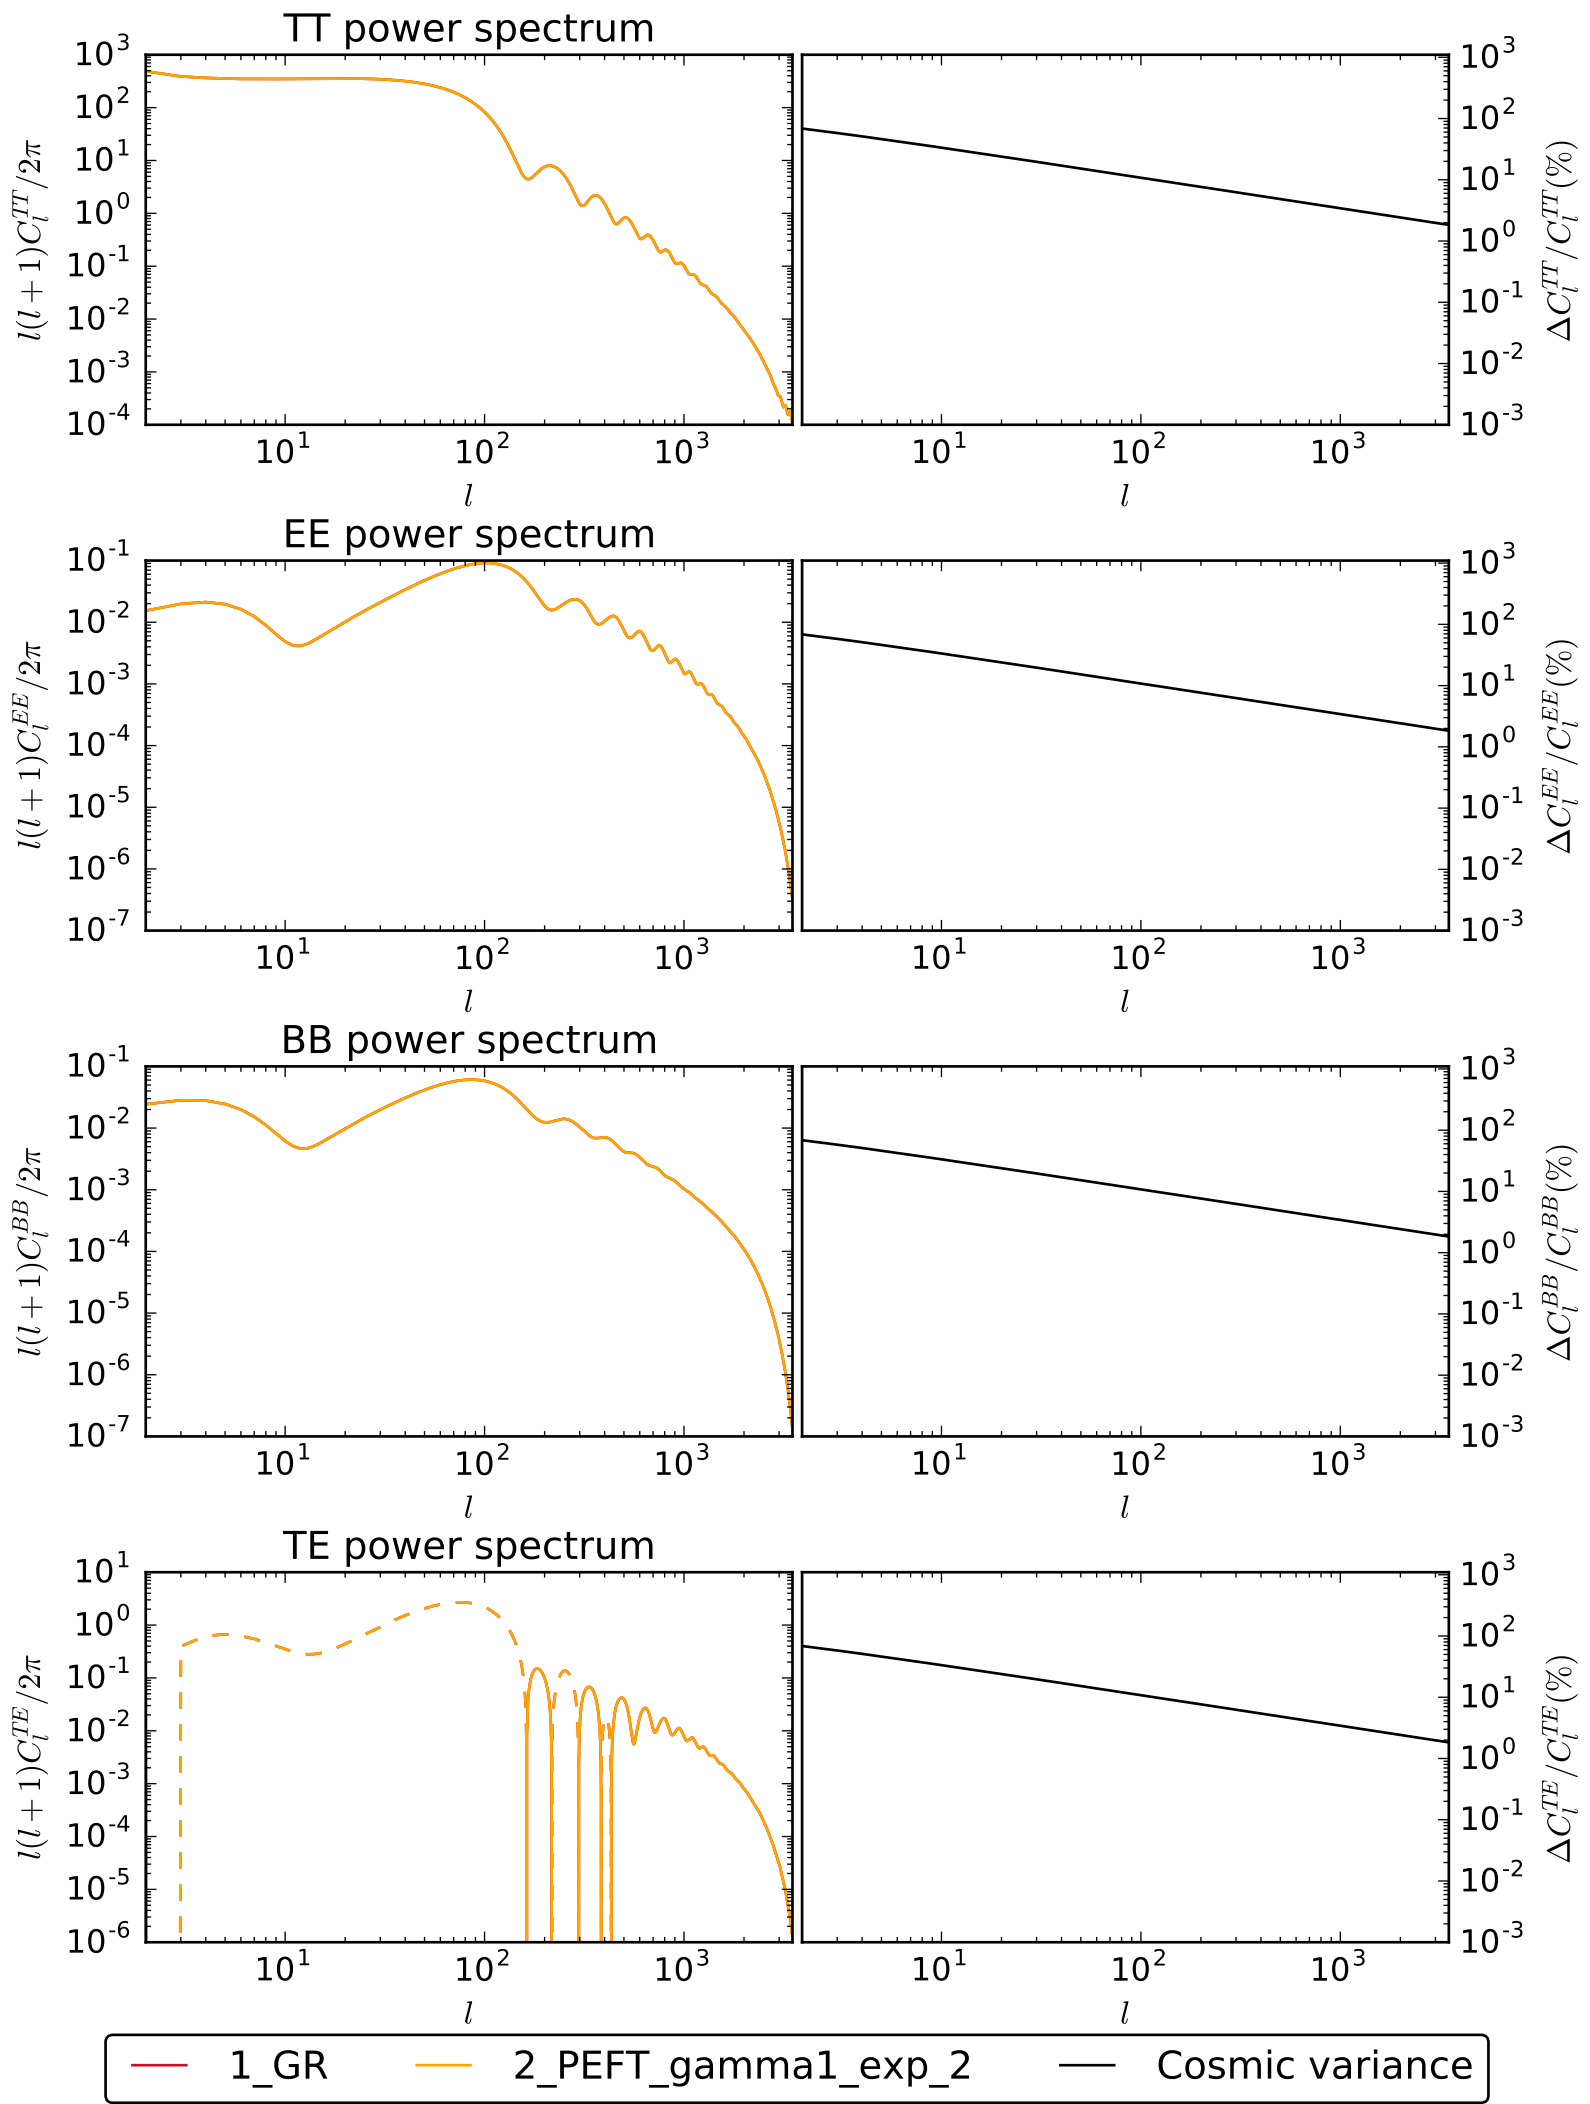 TT power spectrum
10^3
10^2
10^1
10^0
10^-1
10^-2
10^-3
10^-4
l(l+1)C_l^{TT}/2π
10^1 10^2 10^3
l
10^3
10^2
10^1
10^0
10^-1
10^-2
10^-3
ΔC_l^{TT}/C_l^{TT}(%)
10^1 10^2 10^3
l
EE power spectrum
10^-1
10^-2
10^-3
10^-4
10^-5
10^-6
10^-7
l(l+1)C_l^{EE}/2π
10^1 10^2 10^3
l
10^3
10^2
10^1
10^0
10^-1
10^-2
10^-3
ΔC_l^{EE}/C_l^{EE}(%)
10^1 10^2 10^3
l
BB power spectrum
10^-1
10^-2
10^-3
10^-4
10^-5
10^-6
10^-7
l(l+1)C_l^{BB}/2π
10^1 10^2 10^3
l
10^3
10^2
10^1
10^0
10^-1
10^-2
10^-3
ΔC_l^{BB}/C_l^{BB}(%)
10^1 10^2 10^3
l
TE power spectrum
10^1
10^0
10^-1
10^-2
10^-3
10^-4
10^-5
10^-6
l(l+1)C_l^{TE}/2π
10^1 10^2 10^3
l
10^3
10^2
10^1
10^0
10^-1
10^-2
10^-3
ΔC_l^{TE}/C_l^{TE}(%)
10^1 10^2 10^3
l
1_GR 2_PEFT_gamma1_exp_2 Cosmic variance